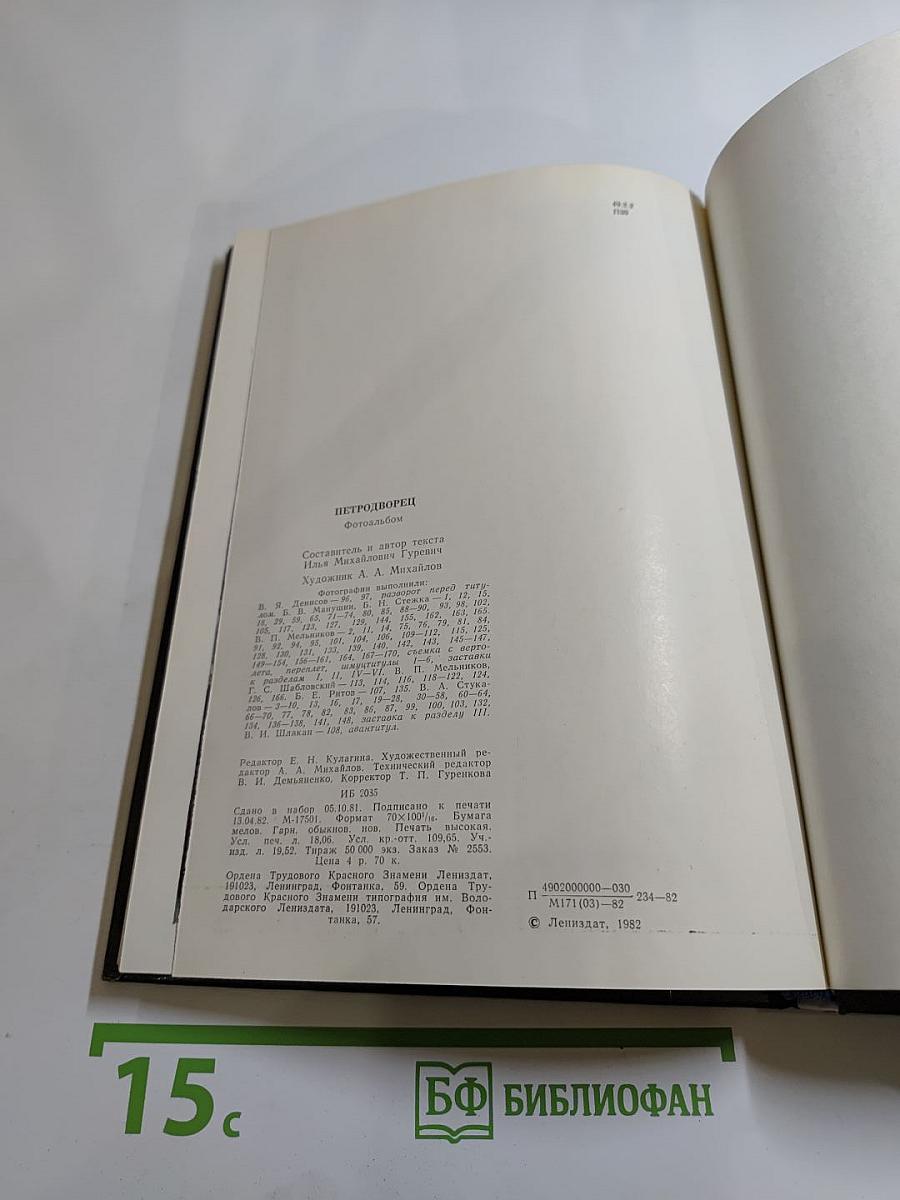 49.8.9
П89
ПЕТРОДВОРЕЦ
Фотоальбом
Составитель и автор текста
Илья Михайлович Гуревич
Художник А. А. Михайлов
Фотографии выполнили:
В. Я. Денисов — 96, 97, разворот перед титу-
лом. Б. В. Манушин, Б. Н. Стежка — 1, 12, 15,
18, 29, 59, 65, 71—74, 80, 85, 88—90, 93, 98, 102,
105, 117, 123, 127, 129, 144, 155, 162, 163, 165.
В. П. Мельников — 2, 11, 14, 75, 76, 79, 81, 84,
91, 92, 94, 95, 101, 104, 106, 109—112, 115, 125,
128, 130, 131, 133, 139, 140, 142, 143, 145—147,
149—154, 156—161, 164, 167—170, съемка с верто-
лета, переплет, шмуцтитулы 1—6, заставки
к разделам I, II, IV—VI. В. П. Мельников,
Г. С. Шабловский — 113, 114, 116, 118—122, 124,
126, 166. Б. Е. Ритов — 107, 135. В. А. Стука-
лов — 3—10, 13, 16, 17, 19—28, 30—58, 60—64,
66—70, 77, 78, 82, 83, 86, 87, 99, 100, 103, 132,
134, 136—138, 141, 148, заставка к разделу III.
В. И. Шлакан — 108, авантитул.
Редактор Е. Н. Кулагина. Художественный ре-
дактор А. А. Михайлов. Технический редактор
В. И. Демьяненко. Корректор Т. П. Гуренкова
ИБ 2035
Сдано в набор 05.10.81. Подписано к печати
13.04.82. М-17501. Формат 70×100¹/₁₆. Бумага
мелов. Гарн. обыкнов. нов. Печать высокая.
Усл. печ. л. 18,06. Усл. кр.-отт. 109,65. Уч.-
изд. л. 19,52. Тираж 50 000 экз. Заказ № 2553.
Цена 4 р. 70 к.
Ордена Трудового Красного Знамени Лениздат,
191023, Ленинград, Фонтанка, 59. Ордена Тру-
дового Красного Знамени типография им. Воло-
дарского Лениздата, 191023, Ленинград, Фон-
танка, 57.
П 4902000000—030
М171(03)—82 234—82
© Лениздат, 1982
15 с
БФ БИБЛИОФАН